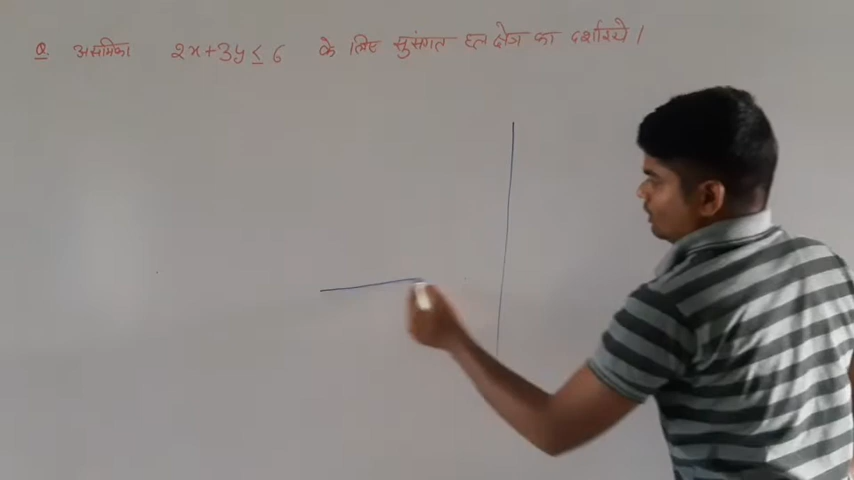 Q. असमिका 2x+3y ≤ 6 के लिए सुसंगत हल क्षेत्र का दर्शाइये।